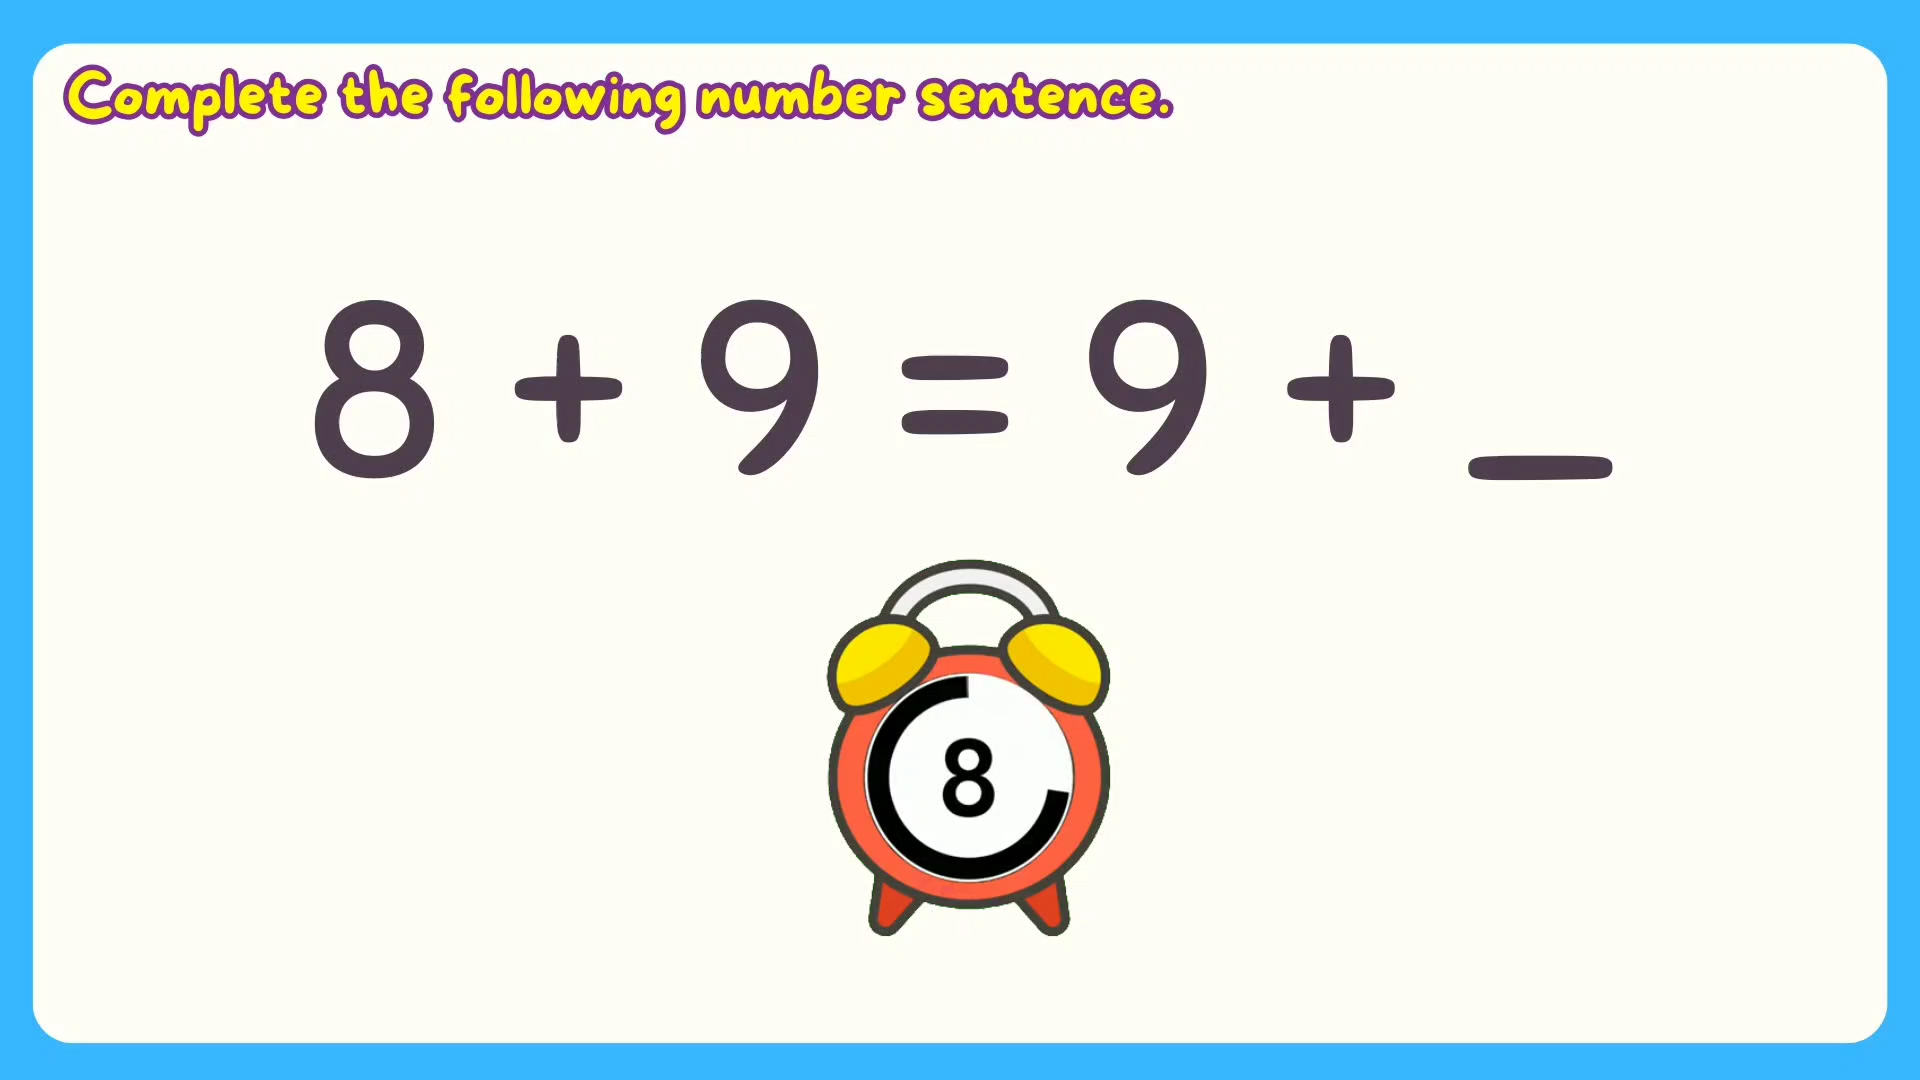 Complete the following number sentence.
8 + 9 = 9 + _
8